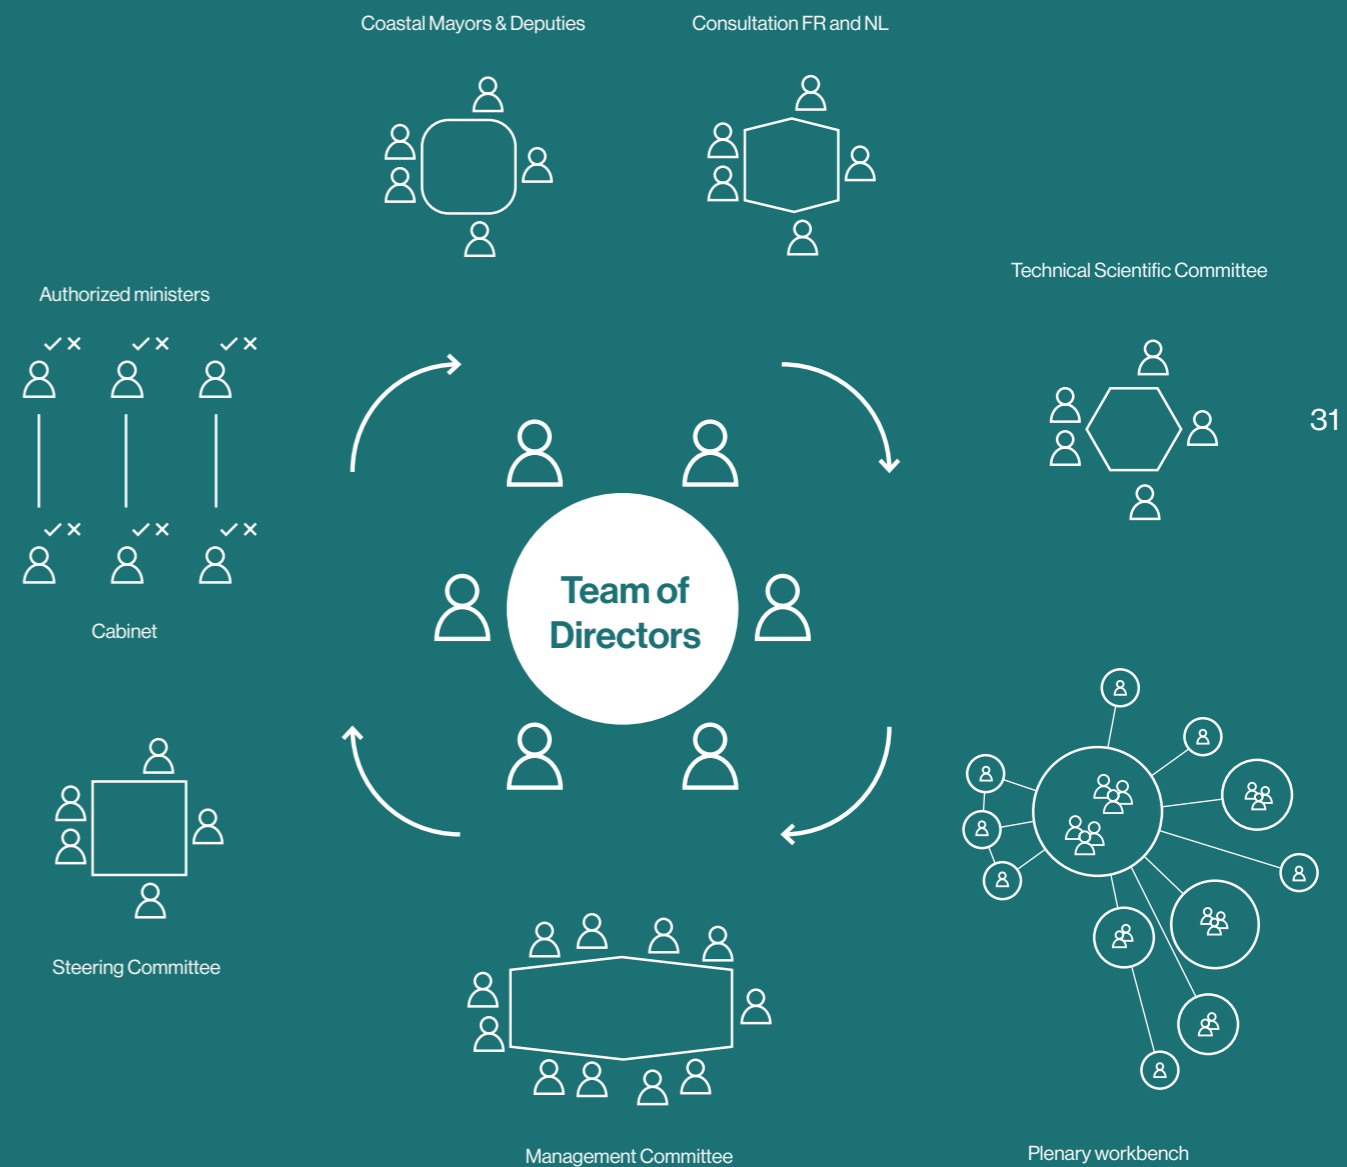 Coastal Mayors & Deputies
Consultation FR and NL
Technical Scientific Committee
Authorized ministers
31
Team of
Directors
Cabinet
Steering Committee
Management Committee
Plenary workbench